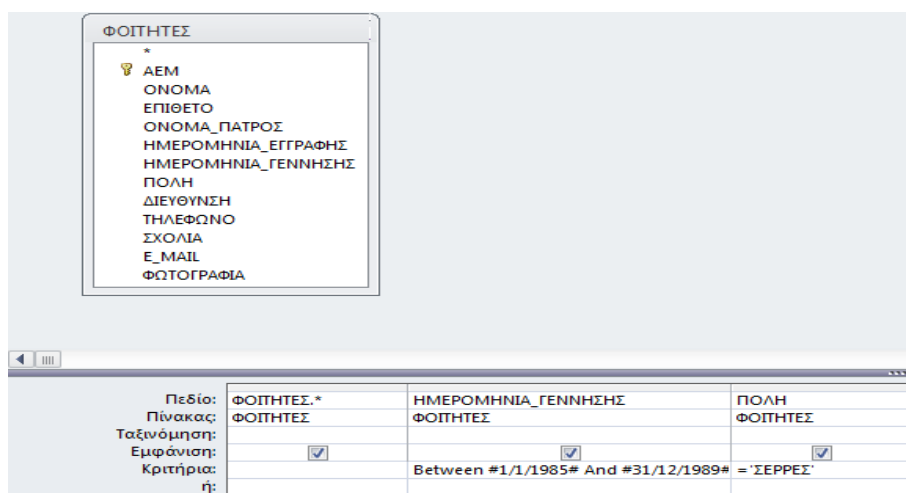 ΦΟΙΤΗΤΕΣ
*
ΑΕΜ
ΟΝΟΜΑ
ΕΠΙΘΕΤΟ
ΟΝΟΜΑ_ΠΑΤΡΟΣ
ΗΜΕΡΟΜΗΝΙΑ_ΕΓΓΡΑΦΗΣ
ΗΜΕΡΟΜΗΝΙΑ_ΓΕΝΝΗΣΗΣ
ΠΟΛΗ
ΔΙΕΥΘΥΝΣΗ
ΤΗΛΕΦΩΝΟ
ΣΧΟΛΙΑ
E_MAIL
ΦΩΤΟΓΡΑΦΙΑ
Πεδίο: ΦΟΙΤΗΤΕΣ.* ΗΜΕΡΟΜΗΝΙΑ_ΓΕΝΝΗΣΗΣ ΠΟΛΗ
Πίνακας: ΦΟΙΤΗΤΕΣ ΦΟΙΤΗΤΕΣ ΦΟΙΤΗΤΕΣ
Ταξινόμηση:
Εμφάνιση:
Κριτήρια: Between #1/1/1985# And #31/12/1989# ='ΣΕΡΡΕΣ'
ή: